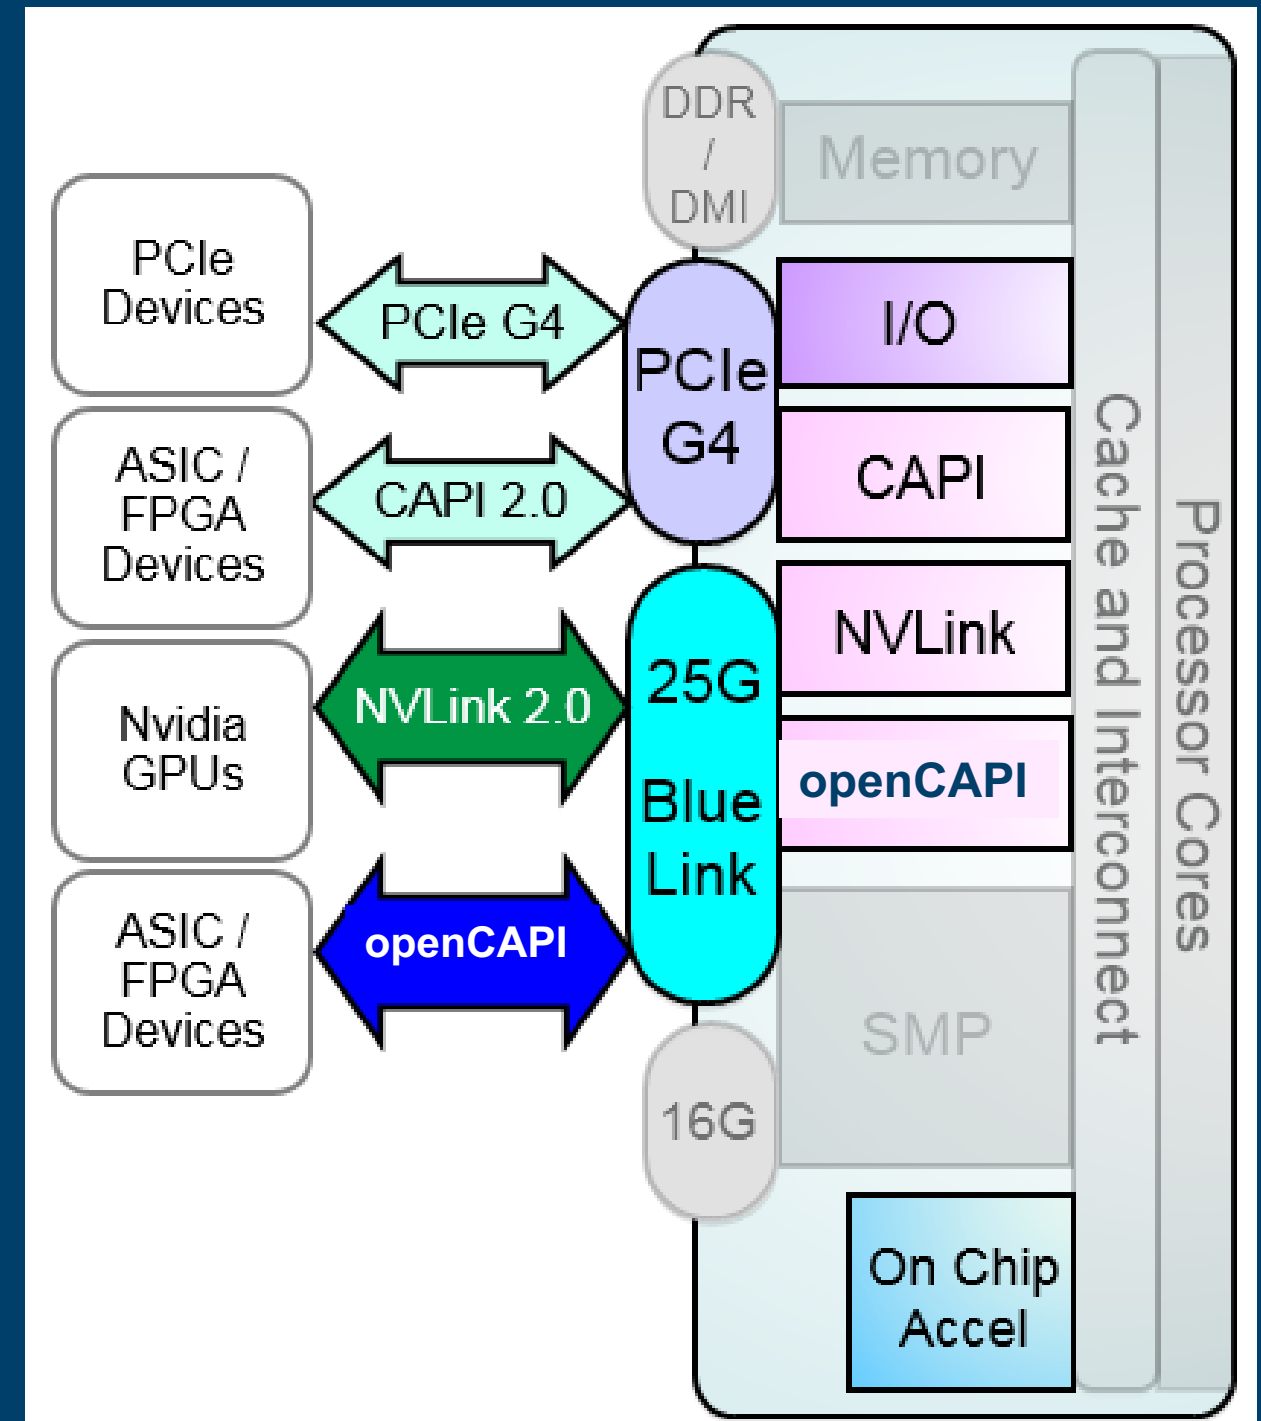 DDR
/
DMI
Memory
PCIe
Devices
PCIe G4
PCIe
G4
I/O
ASIC /
FPGA
Devices
CAPI 2.0
CAPI
Nvidia
GPUs
NVLink 2.0
25G
Blue
Link
NVLink
openCAPI
ASIC /
FPGA
Devices
openCAPI
16G
SMP
On Chip
Accel
Cache and Interconnect
Processor Cores